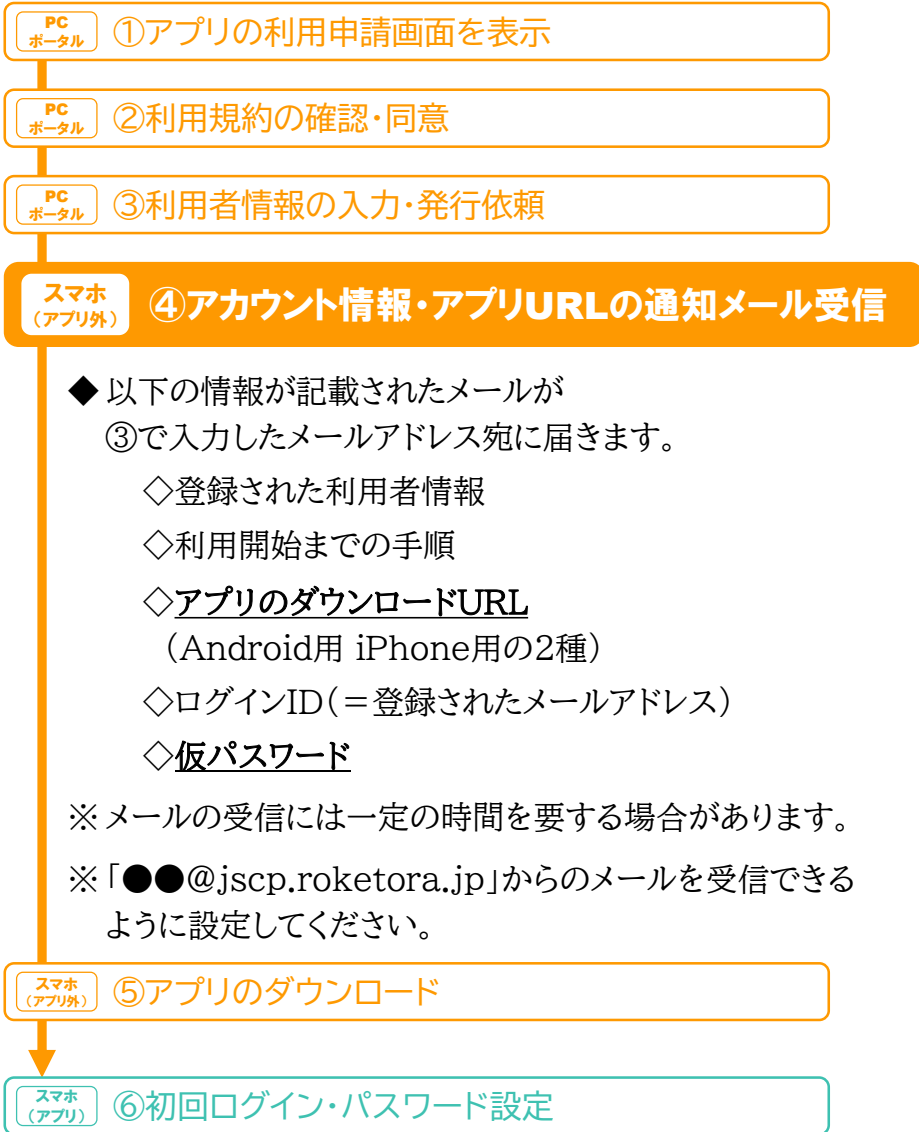 PC
ポータル
①アプリの利用申請画面を表示
PC
ポータル
②利用規約の確認・同意
PC
ポータル
③利用者情報の入力・発行依頼
スマホ
（アプリ外）
④アカウント情報・アプリURLの通知メール受信
◆ 以下の情報が記載されたメールが
③で入力したメールアドレス宛に届きます。
◇登録された利用者情報
◇利用開始までの手順
◇アプリのダウンロードURL
（Android用 iPhone用の2種）
◇ログインID（＝登録されたメールアドレス）
◇仮パスワード
※ メールの受信には一定の時間を要する場合があります。
※ 「●●@jscp.roketora.jp」からのメールを受信できる
ように設定してください。
スマホ
（アプリ外）
⑤アプリのダウンロード
スマホ
（アプリ）
⑥初回ログイン・パスワード設定